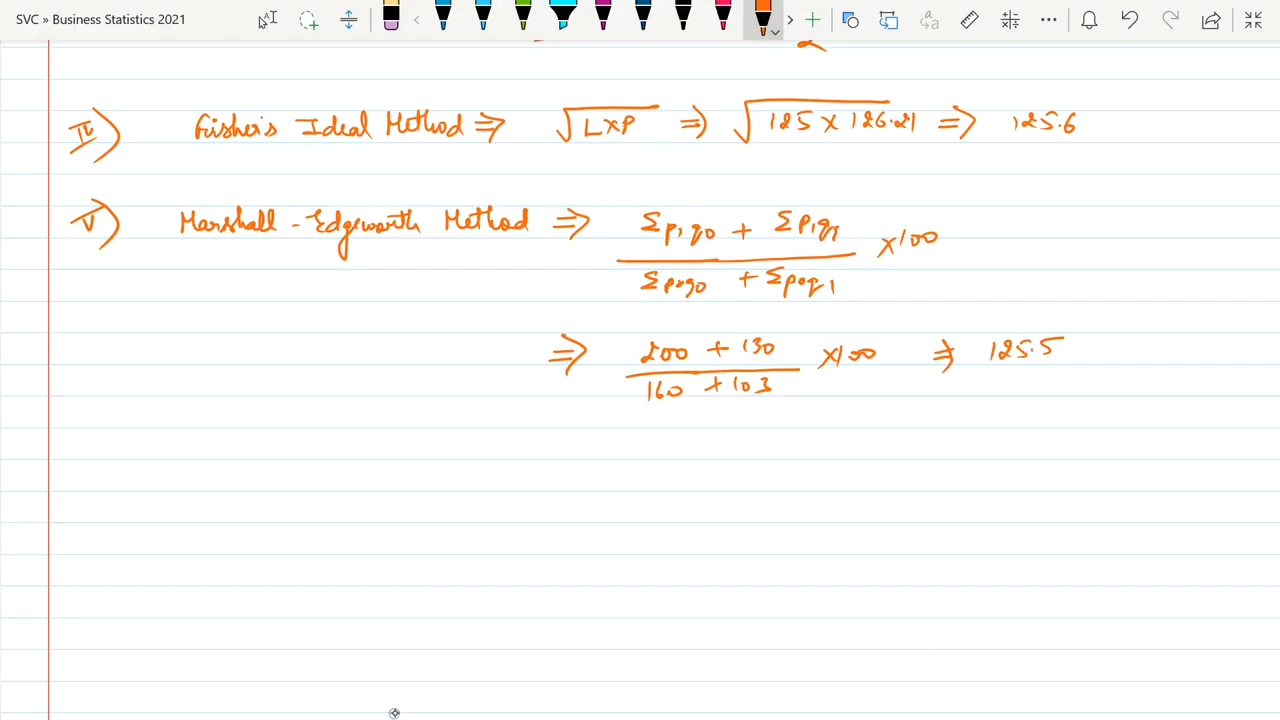 SVC » Business Statistics 2021
IV) Fisher's Ideal Method ⇒ √L×P ⇒ √125 × 126.21 ⇒ 125.6
V) Marshall - Edgeworth Method ⇒ Σp1q0 + Σp1q1 / Σp0q0 + Σp0q1 ×100
⇒ 200 + 130 / 160 + 103 ×100 ⇒ 125.5